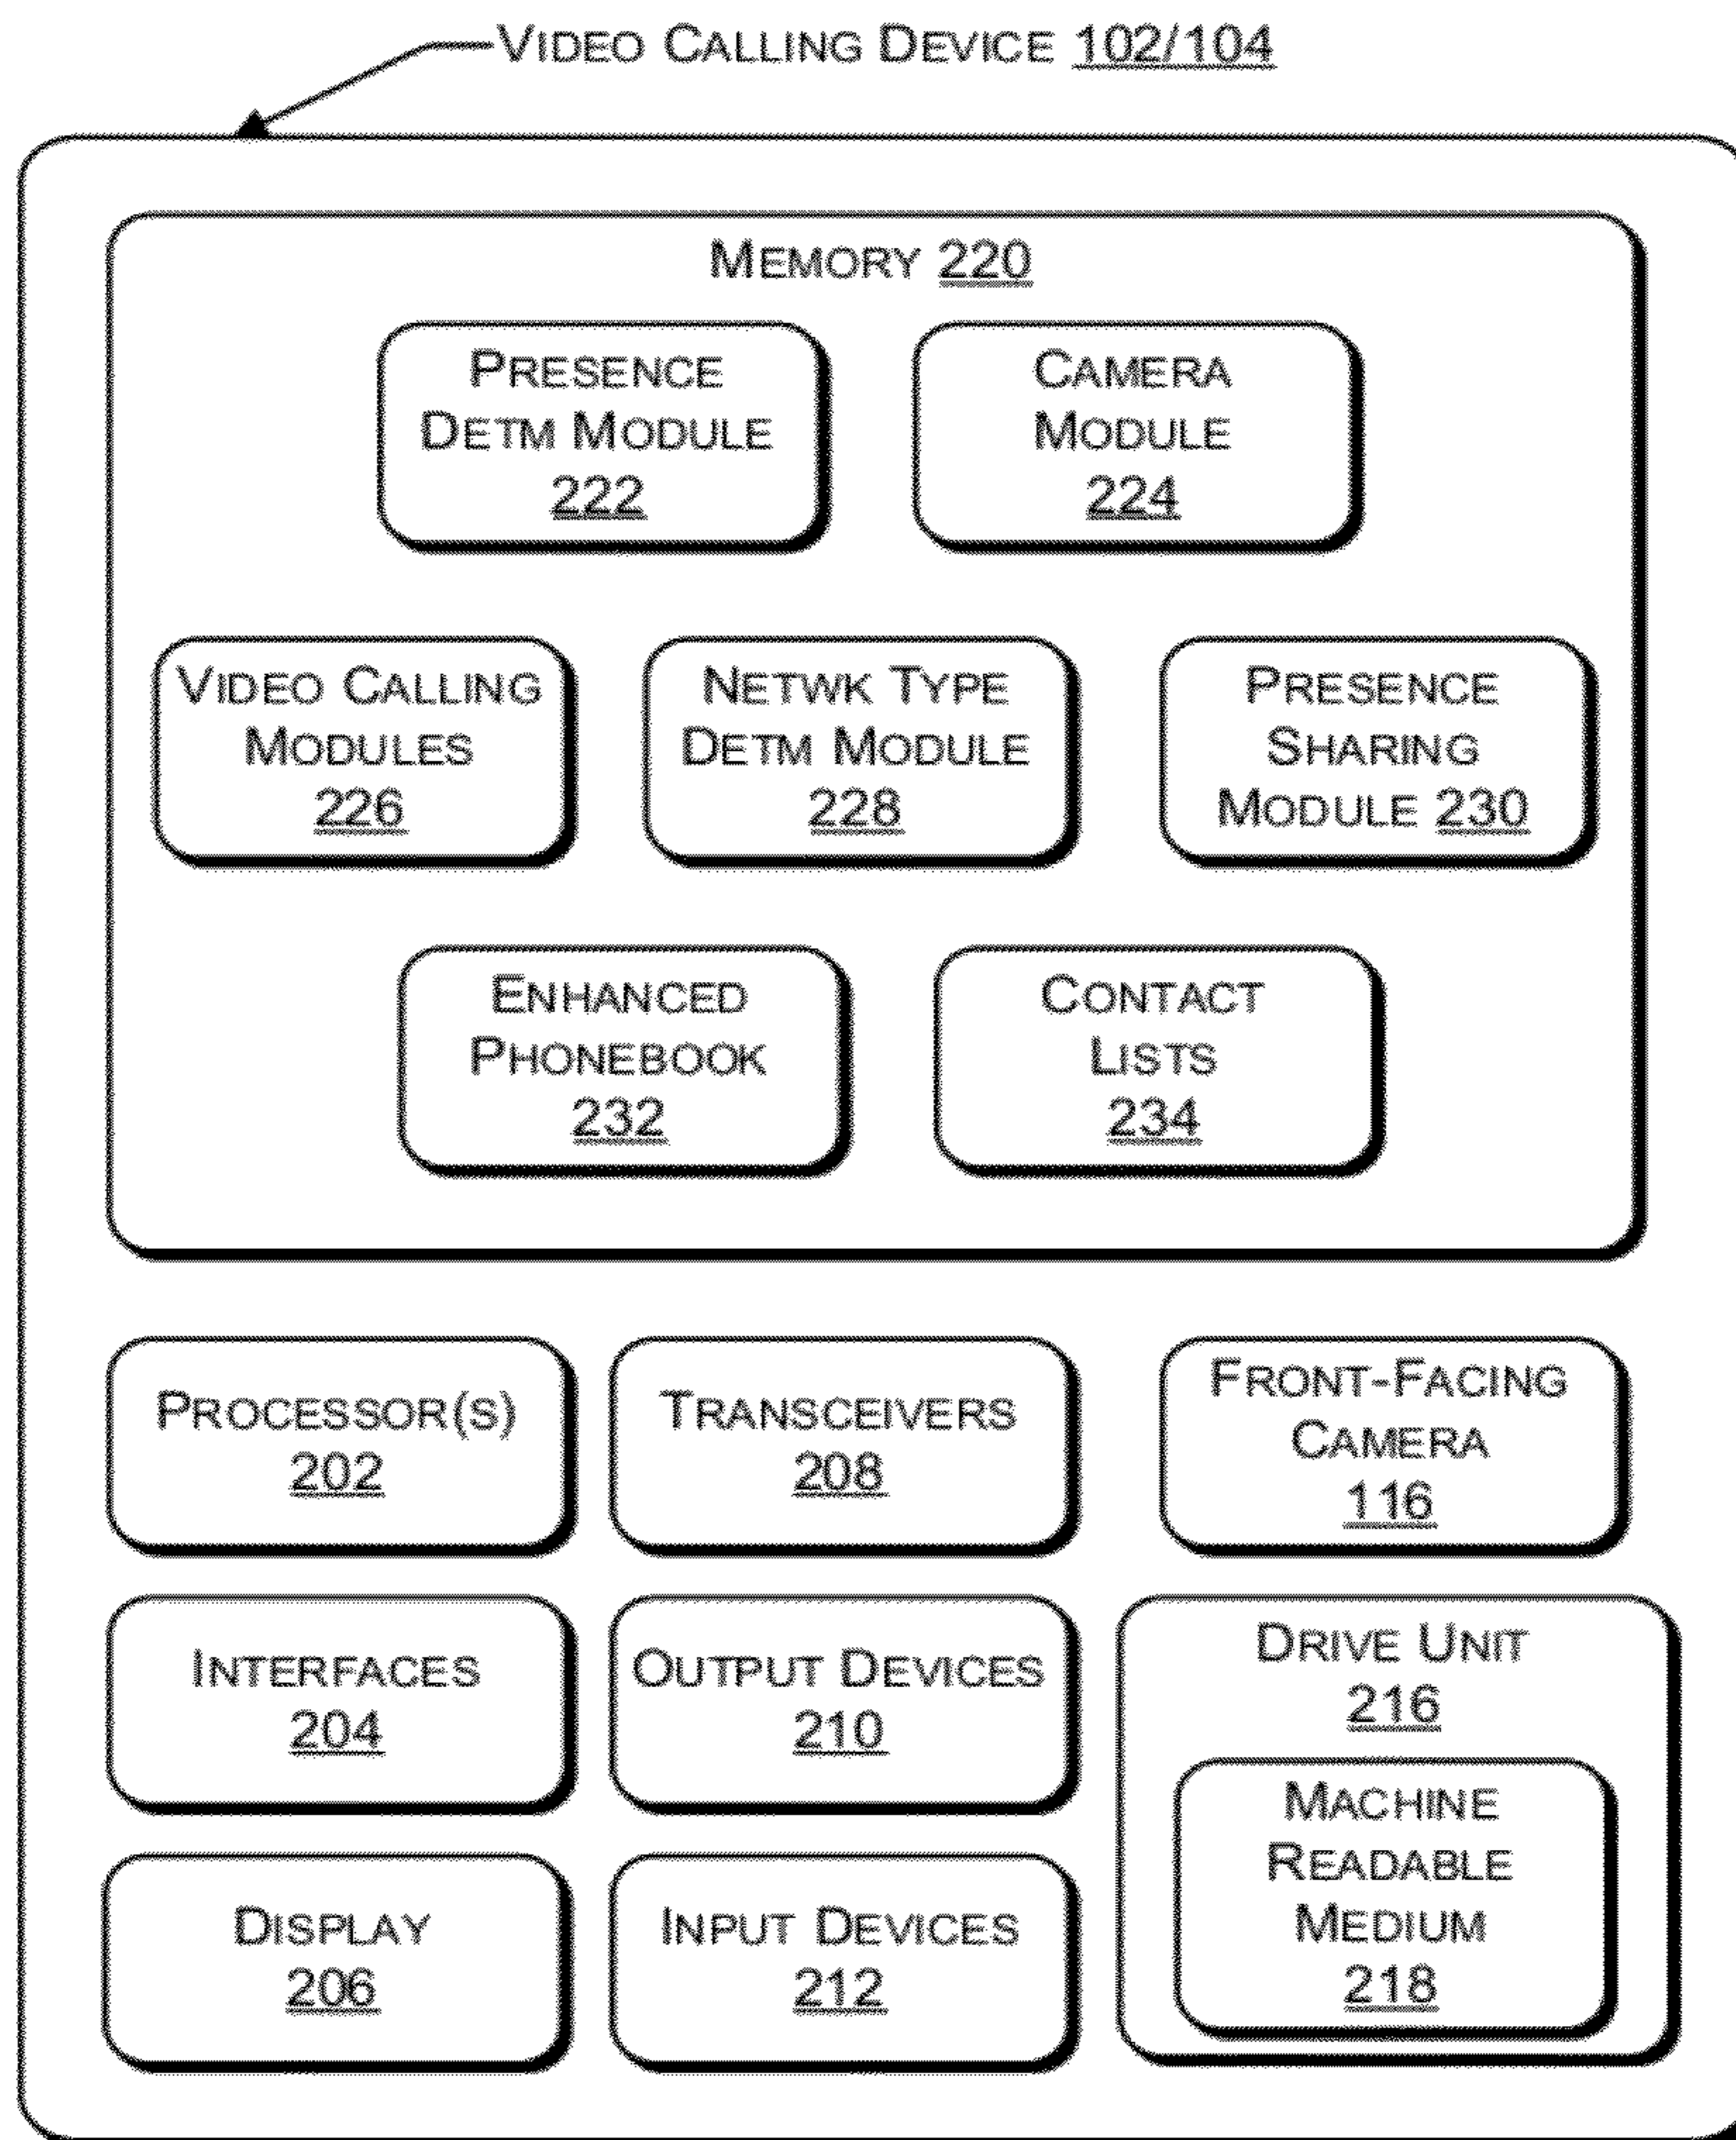 VIDEO CALLING DEVICE 102/104
MEMORY 220
PRESENCE
DETM MODULE
222
CAMERA
MODULE
224
VIDEO CALLING
MODULES
226
NETWK TYPE
DETM MODULE
228
PRESENCE
SHARING
MODULE 230
ENHANCED
PHONEBOOK
232
CONTACT
LISTS
234
PROCESSOR(S)
202
TRANSCEIVERS
208
FRONT-FACING
CAMERA
116
INTERFACES
204
OUTPUT DEVICES
210
DRIVE UNIT
216
MACHINE
READABLE
MEDIUM
218
DISPLAY
206
INPUT DEVICES
212